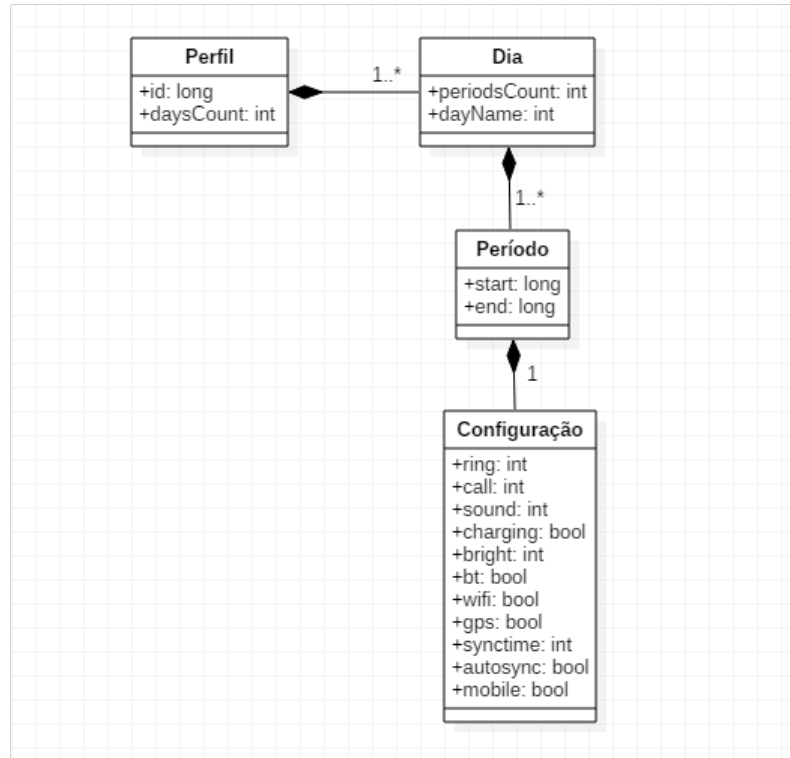 Perfil
+id: long
+daysCount: int
1..*
Dia
+periodsCount: int
+dayName: int
1..*
Período
+start: long
+end: long
1
Configuração
+ring: int
+call: int
+sound: int
+charging: bool
+bright: int
+bt: bool
+wifi: bool
+gps: bool
+synctime: int
+autosync: bool
+mobile: bool